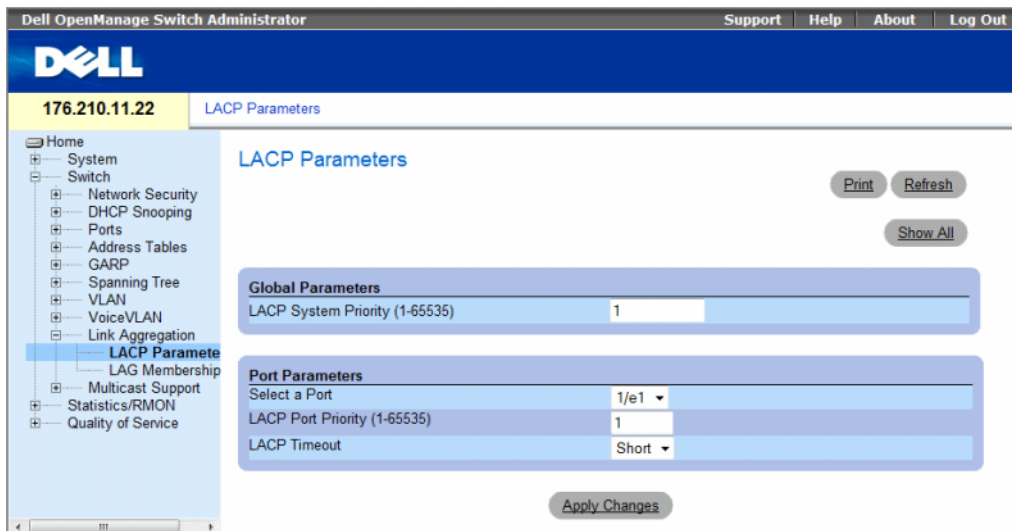 Dell OpenManage Switch Administrator
Support Help About Log Out
DELL
176.210.11.22
LACP Parameters
Home
System
Switch
Network Security
DHCP Snooping
Ports
Address Tables
GARP
Spanning Tree
VLAN
VoiceVLAN
Link Aggregation
LACP Paramete
LAG Membership
Multicast Support
Statistics/RMON
Quality of Service
LACP Parameters
Print Refresh
Show All
Global Parameters
LACP System Priority (1-65535) 1
Port Parameters
Select a Port 1/e1
LACP Port Priority (1-65535) 1
LACP Timeout Short
Apply Changes